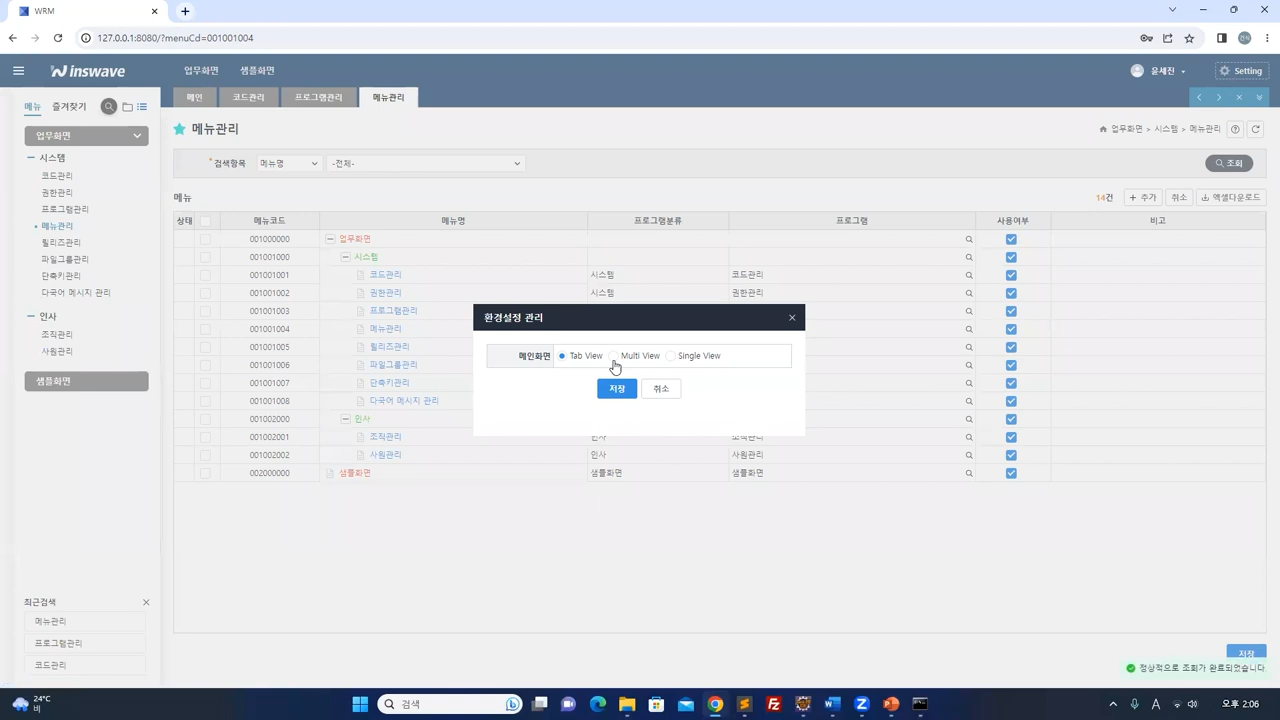 WRM
127.0.0.1:8080/?menuCd=001001004
inswave 업무화면 샘플화면 윤세진 Setting
메뉴 즐겨찾기
메인 코드관리 프로그램관리 메뉴관리
업무화면
시스템
코드관리
권한관리
프로그램관리
메뉴관리
릴리즈관리
파일그룹관리
단축키관리
다국어 메시지 관리
인사
조직관리
사원관리
샘플화면
최근검색
메뉴관리
프로그램관리
코드관리
메뉴관리
업무화면 > 시스템 > 메뉴관리
*검색항목 메뉴명 -전체- 조회
메뉴 14건 + 추가 취소 엑셀다운로드
상태 메뉴코드 메뉴명 프로그램분류 프로그램 사용여부 비고
001000000 업무화면
001001000 시스템
001001001 코드관리 시스템 코드관리
001001002 권한관리 시스템 권한관리
001001003 프로그램관리
001001004 메뉴관리
001001005 릴리즈관리
001001006 파일그룹관리
001001007 단축키관리
001001008 다국어 메시지 관리
001002000 인사
001002001 조직관리 인사 조직관리
001002002 사원관리 인사 사원관리
002000000 샘플화면 샘플화면 샘플화면
환경설정 관리
메인화면 Tab View Multi View Single View
저장 취소
저장
정상적으로 조회가 완료되었습니다.
24°C
비
검색
A
오후 2:06